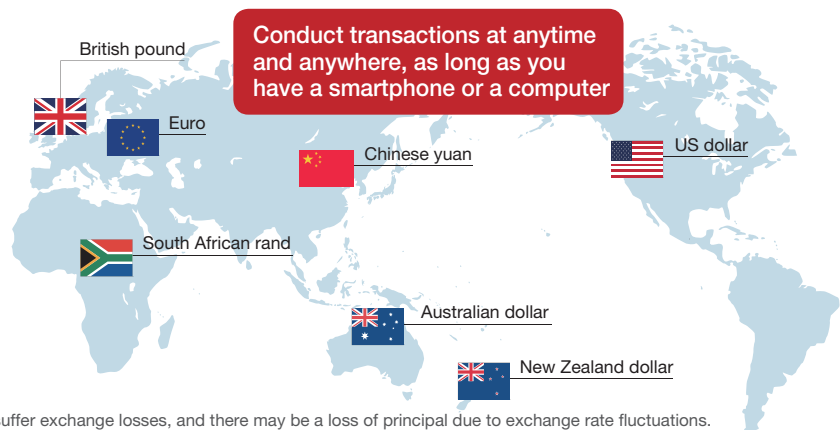 British pound
Conduct transactions at anytime
and anywhere, as long as you
have a smartphone or a computer
Euro
Chinese yuan
US dollar
South African rand
Australian dollar
New Zealand dollar
suffer exchange losses, and there may be a loss of principal due to exchange rate fluctuations.